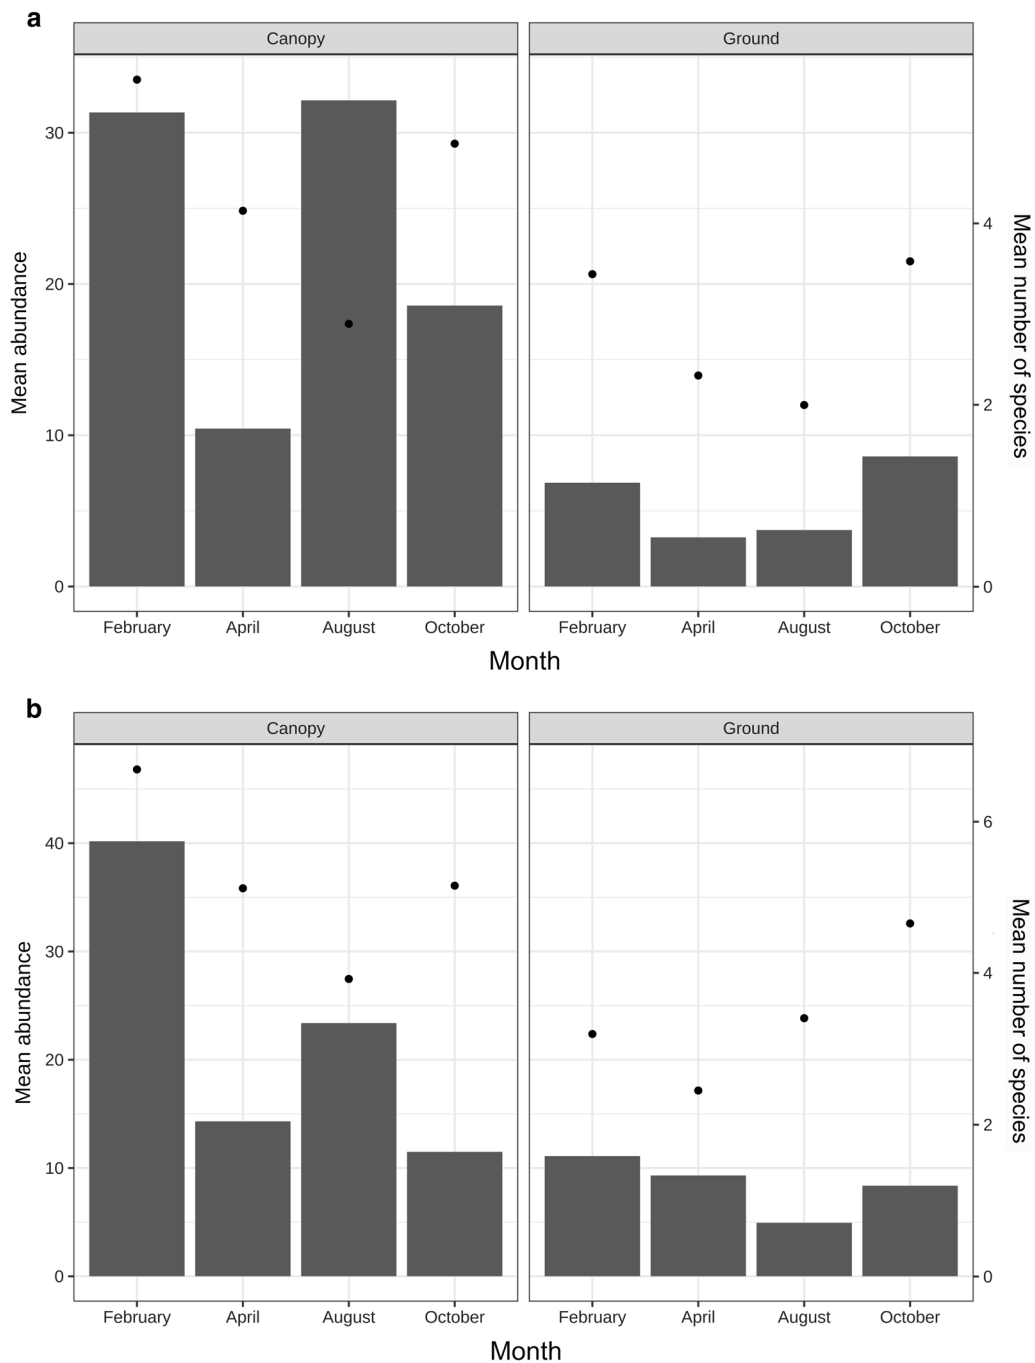 a
Canopy
Ground
30
20
10
0
4
2
0
Mean abundance
Mean number of species
February
April
August
October
February
April
August
October
Month
b
Canopy
Ground
40
30
20
10
0
6
4
2
0
Mean abundance
Mean number of species
February
April
August
October
February
April
August
October
Month